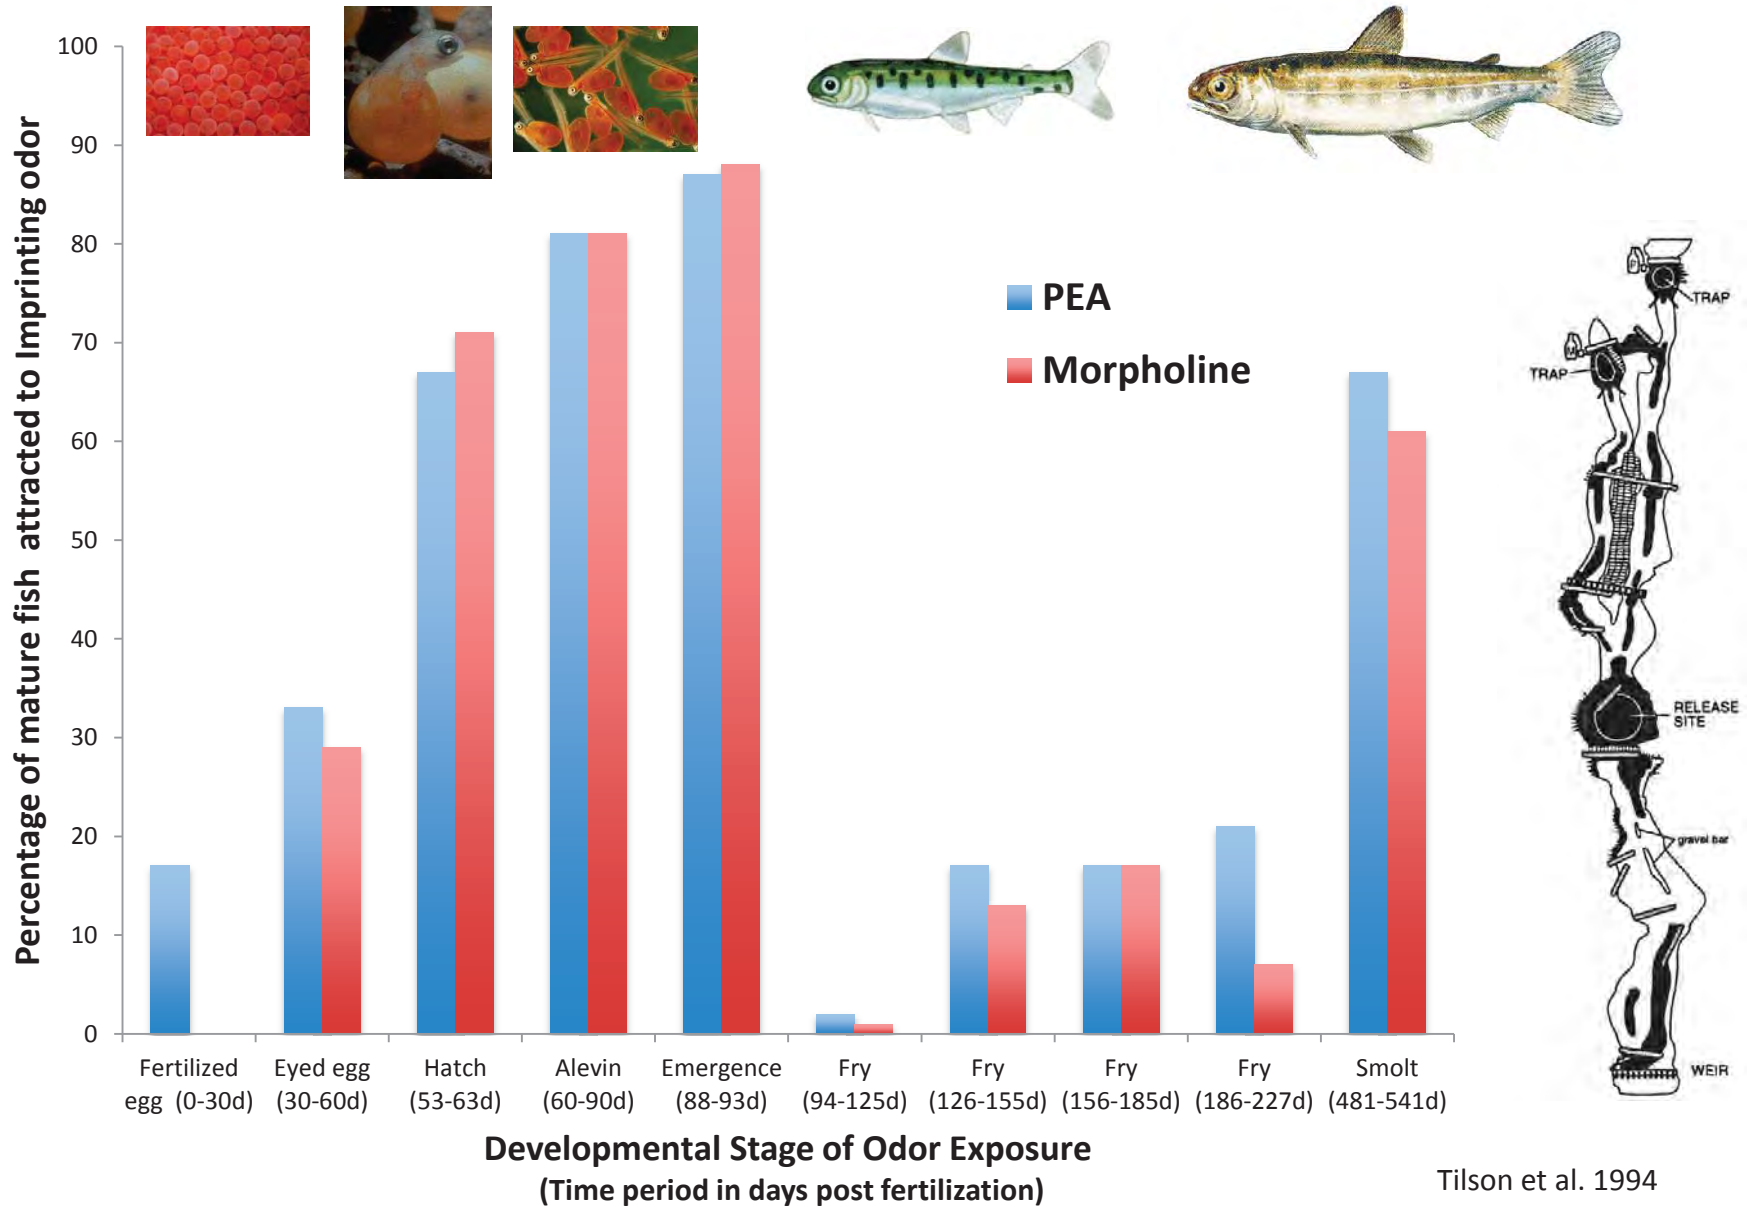 Percentage of mature fish  attracted to Imprinting odor
100
90
80
70
60
50
40
30
20
10
0
PEA
Morpholine
Fertilized
egg  (0-30d)
Eyed egg
(30-60d)
Hatch
(53-63d)
Alevin
(60-90d)
Emergence
(88-93d)
Fry
(94-125d)
Fry
(126-155d)
Fry
(156-185d)
Fry
(186-227d)
Smolt
(481-541d)
Developmental Stage of Odor Exposure
(Time period in days post fertilization)
P
TRAP
M
TRAP
RELEASE
SITE
gravel bar
WEIR
Tilson et al. 1994